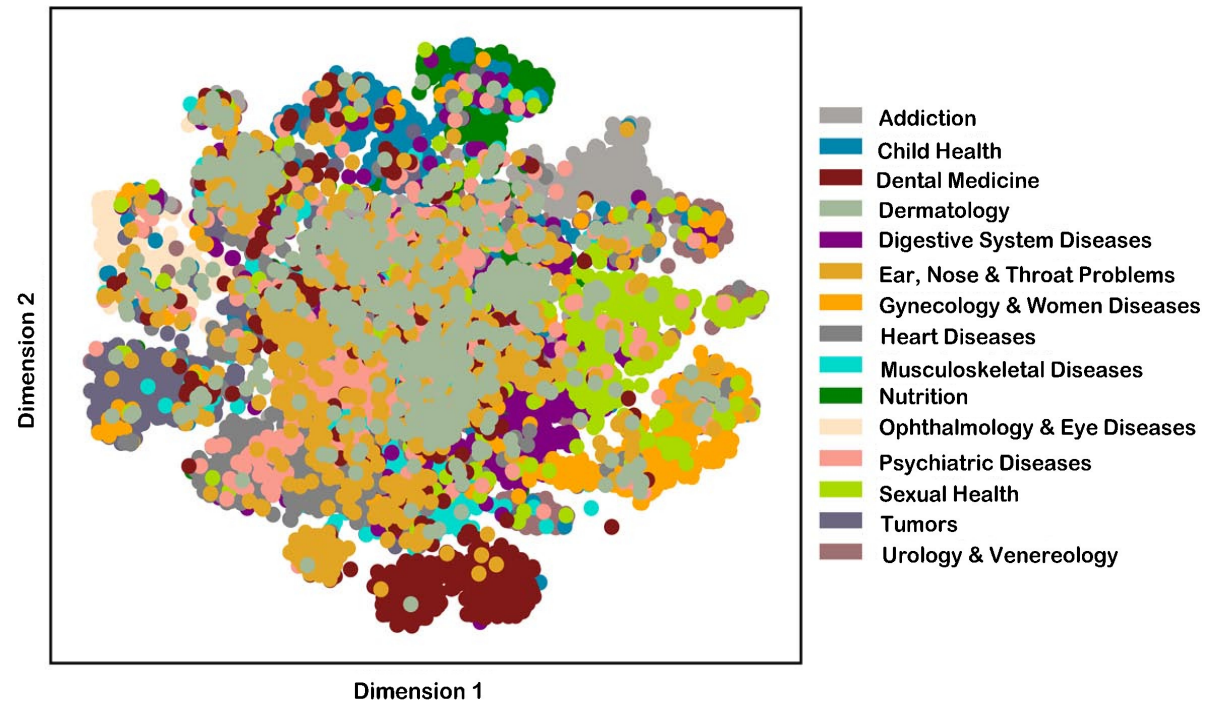 Dimension 2
Dimension 1
Addiction
Child Health
Dental Medicine
Dermatology
Digestive System Diseases
Ear, Nose & Throat Problems
Gynecology & Women Diseases
Heart Diseases
Musculoskeletal Diseases
Nutrition
Ophthalmology & Eye Diseases
Psychiatric Diseases
Sexual Health
Tumors
Urology & Venereology